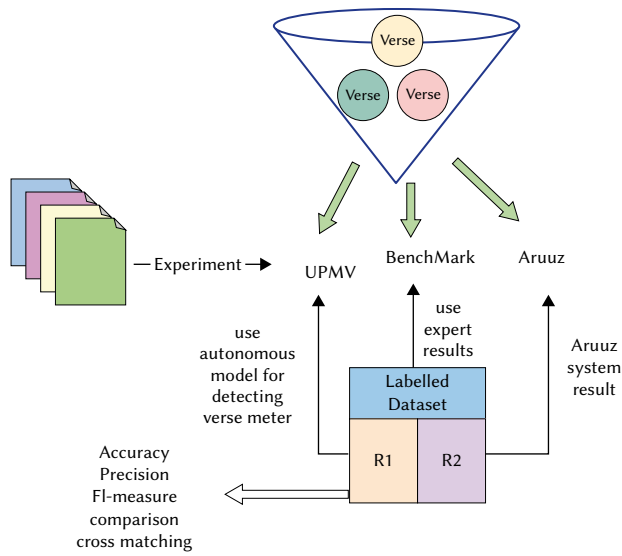 Verse
Verse
Verse
Experiment
UPMV
BenchMark
Aruuz
use
autonomous
model for
detecting
verse meter
use
expert
results
Aruuz
system
result
Labelled
Dataset
R1
R2
Accuracy
Precision
Fl-measure
comparison
cross matching